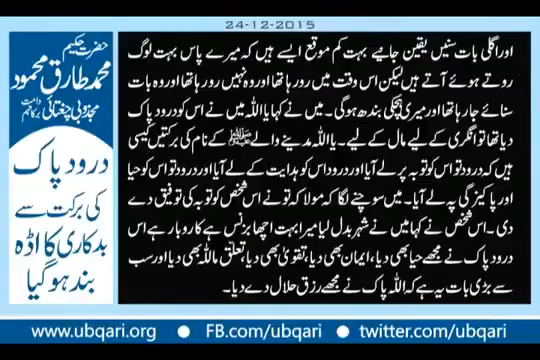 24-12-2015
حضرت حکیم
محمد طارق محمود
مجذوبی چغتائی دامت برکاتہم
درود پاک
کی برکت سے
بدکاری کا اڈہ
بند ہو گیا
اور اگلی بات سنیں یقین جانیے بہت کم موقع ایسے ہیں کہ میرے پاس بہت لوگ
روتے ہوئے آتے ہیں لیکن اس وقت میں رو رہا تھا اور وہ نہیں رو رہا تھا اور وہ بات
سنائے جا رہا تھا اور میری ہچکی بندھ ہو گی۔ میں نے کہا یا اللہ میں نے اس کو درود پاک
دیا تھا تو انگری کے لیے مال کے لیے۔ یا اللہ مدینے والے ﷺ کے نام کی برکتیں کیسی
ہیں کہ درود تو اس کو توبہ پر لے آیا اور درود اس کو ہدایت کے لے آیا اور درود تو اس کو حیا
اور پاکیزگی پہ لے آیا۔ میں سوچنے لگا کہ مولا کہ تو نے اس شخص کو توبہ کی توفیق دے
دی۔ اس شخص نے کہا میں نے شہر بدل لیا میرا بہت اچھا بزنس ہے کاروبار ہے اس
درود پاک نے مجھے حیا بھی دیا، ایمان بھی دیا، تقویٰ بھی دیا، تعلق مااللہ بھی دیا اور سب
سے بڑی بات یہ ہے کہ اللہ پاک نے مجھے رزق حلال دے دیا۔
www.ubqari.org ● FB.com/ubqari ● twitter.com/ubqari